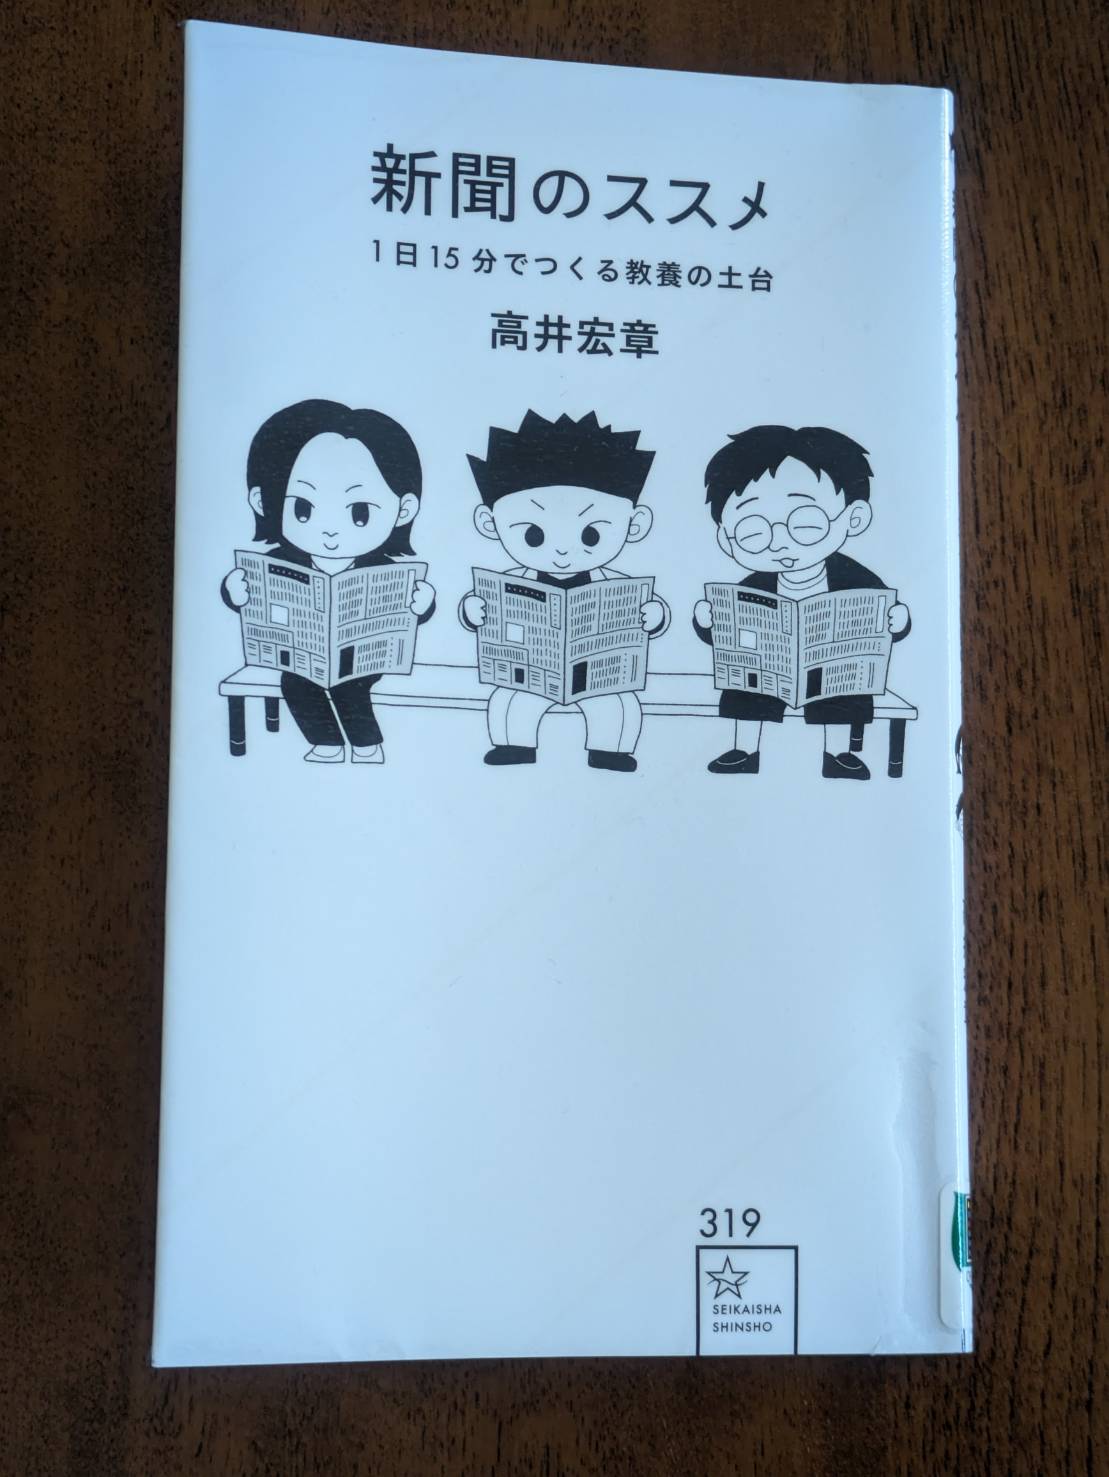 新聞のススメ
1日15分でつくる教養の土台
高井宏章
319
SEIKAISHA
SHINSHO